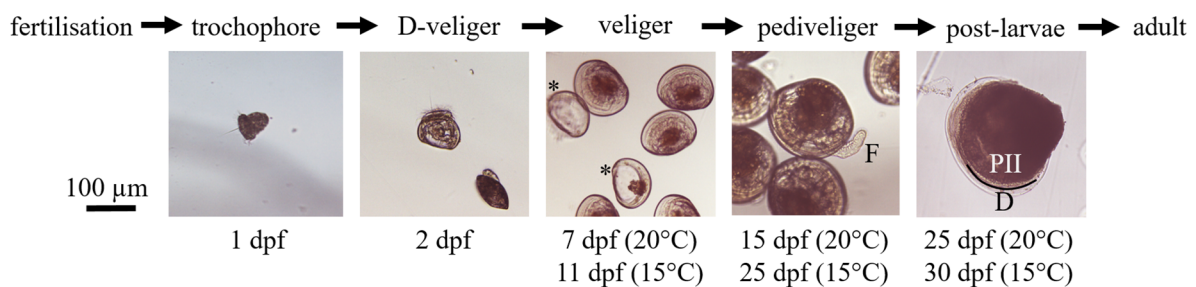 fertilisation → trochophore → D-veliger → veliger → pediveliger → post-larvae → adult
* * F PII D
100 µm
1 dpf 2 dpf 7 dpf (20°C) 15 dpf (20°C) 25 dpf (20°C)
11 dpf (15°C) 25 dpf (15°C) 30 dpf (15°C)